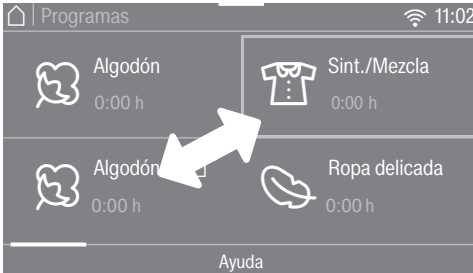 Programas 11:02
Algodón
0:00 h
Sint./Mezcla
0:00 h
Algodón
0:00 h
Ropa delicada
0:00 h
Ayuda